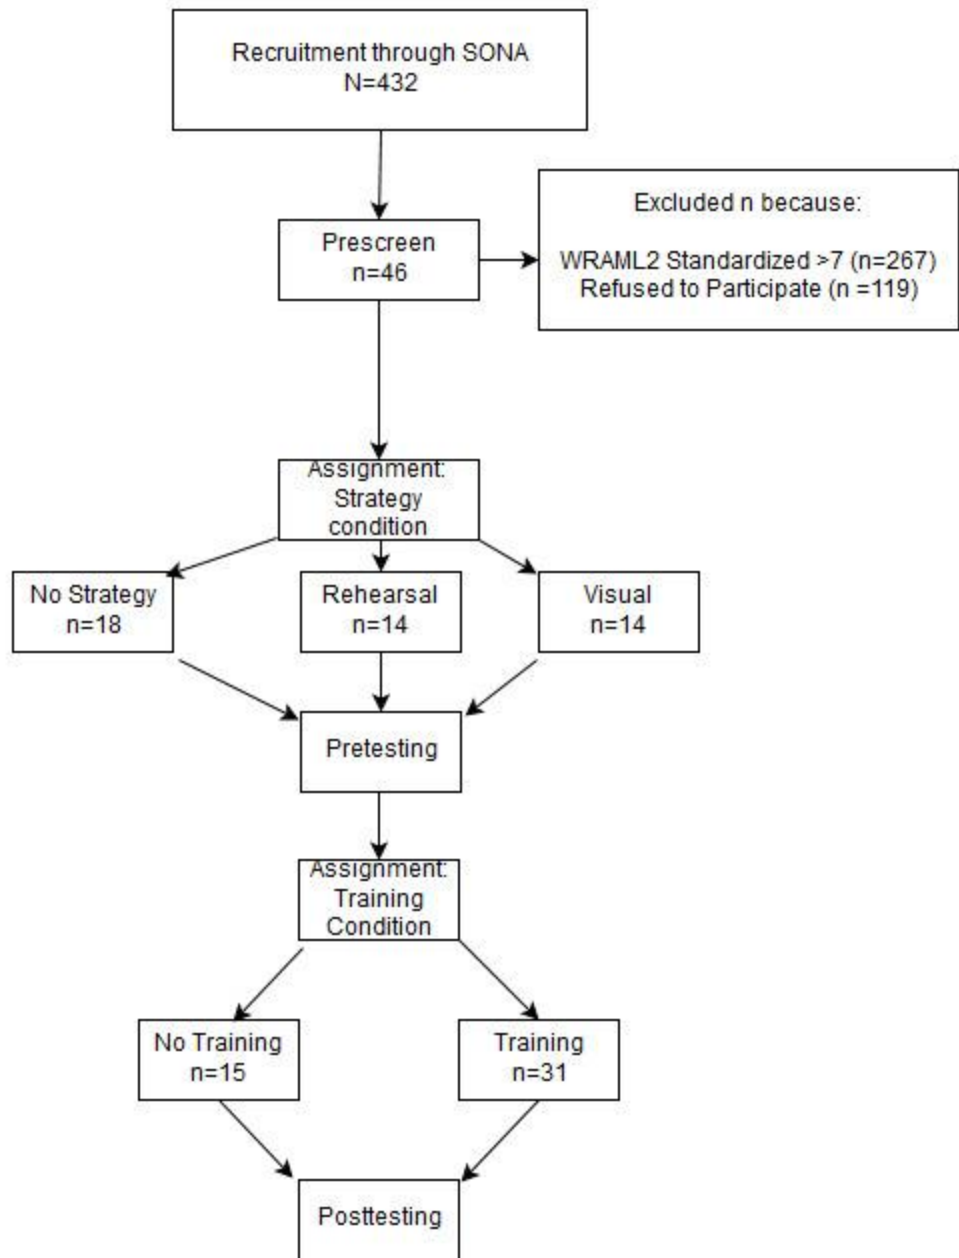 Recruitment through SONA
N=432
Excluded n because:
WRAML2 Standardized >7 (n=267)
Refused to Participate (n =119)
Prescreen
n=46
Assignment:
Strategy
condition
No Strategy
n=18
Rehearsal
n=14
Visual
n=14
Pretesting
Assignment:
Training
Condition
No Training
n=15
Training
n=31
Posttesting